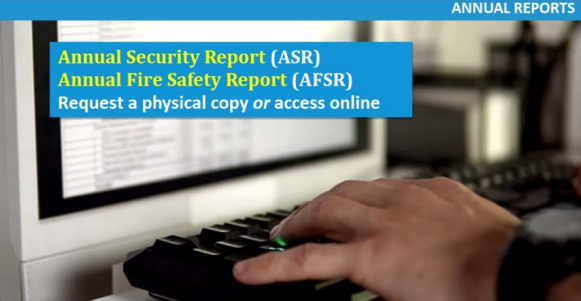 ANNUAL REPORTS
Annual Security Report (ASR)
Annual Fire Safety Report (AFSR)
Request a physical copy or access online